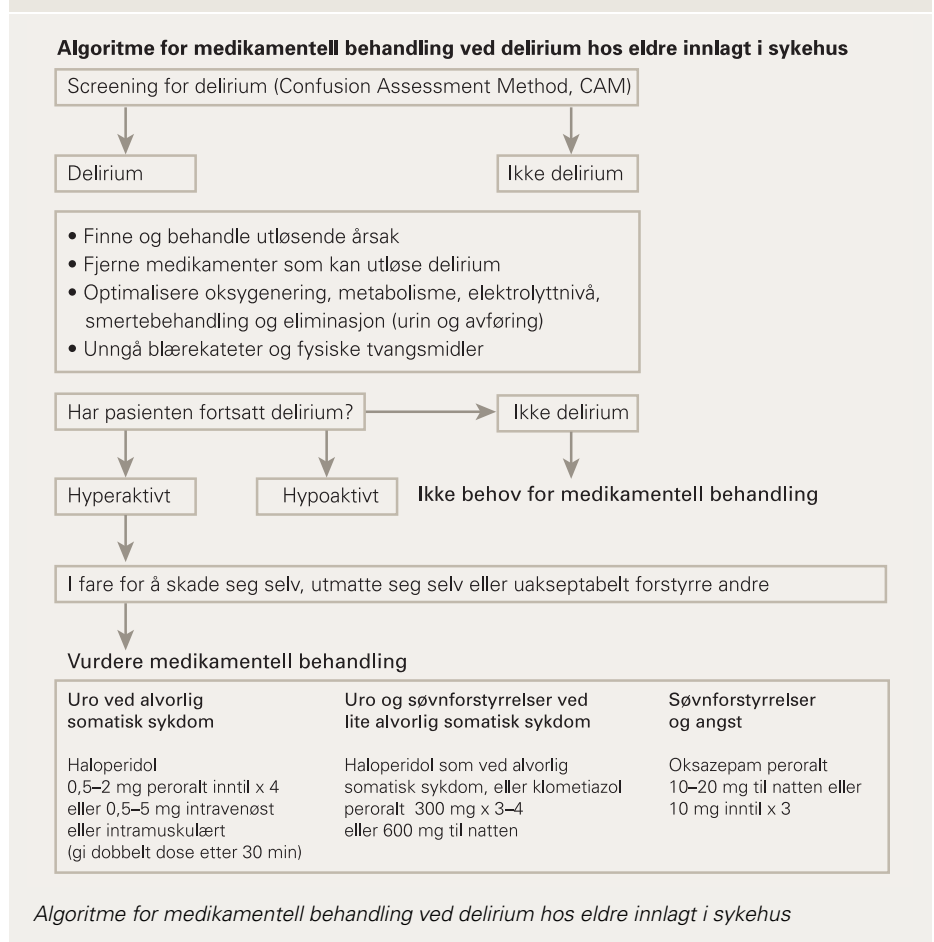 Algoritme for medikamentell behandling ved delirium hos eldre innlagt i sykehus
Screening for delirium (Confusion Assessment Method, CAM)
Delirium
Ikke delirium
• Finne og behandle utløsende årsak
• Fjerne medikamenter som kan utløse delirium
• Optimalisere oksygenering, metabolisme, elektrolyttnivå,
smertebehandling og eliminasjon (urin og avføring)
• Unngå blærekateter og fysiske tvangsmidler
Har pasienten fortsatt delirium?
Ikke delirium
Hyperaktivt
Hypoaktivt
Ikke behov for medikamentell behandling
I fare for å skade seg selv, utmatte seg selv eller uakseptabelt forstyrre andre
Vurdere medikamentell behandling
Uro ved alvorlig
somatisk sykdom
Haloperidol
0,5–2 mg peroralt inntil x 4
eller 0,5–5 mg intravenøst
eller intramuskulært
(gi dobbelt dose etter 30 min)
Uro og søvnforstyrrelser ved
lite alvorlig somatisk sykdom
Haloperidol som ved alvorlig
somatisk sykdom, eller klometiazol
peroralt 300 mg x 3–4
eller 600 mg til natten
Søvnforstyrrelser
og angst
Oksazepam peroralt
10–20 mg til natten eller
10 mg inntil x 3
Algoritme for medikamentell behandling ved delirium hos eldre innlagt i sykehus